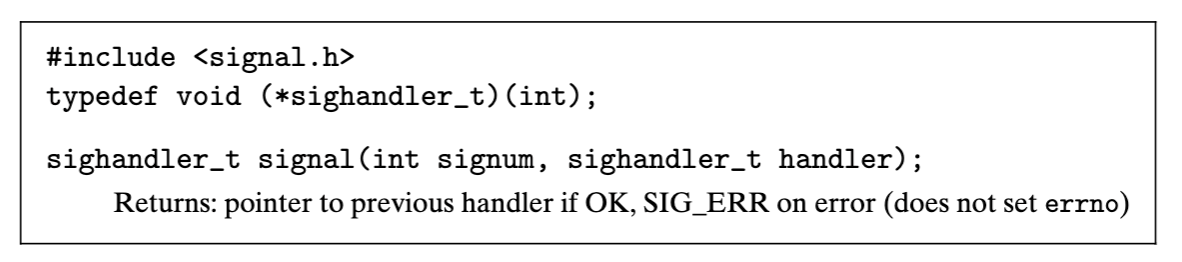 #include <signal.h>
typedef void (*sighandler_t)(int);
sighandler_t signal(int signum, sighandler_t handler);
Returns: pointer to previous handler if OK, SIG_ERR on error (does not set errno)